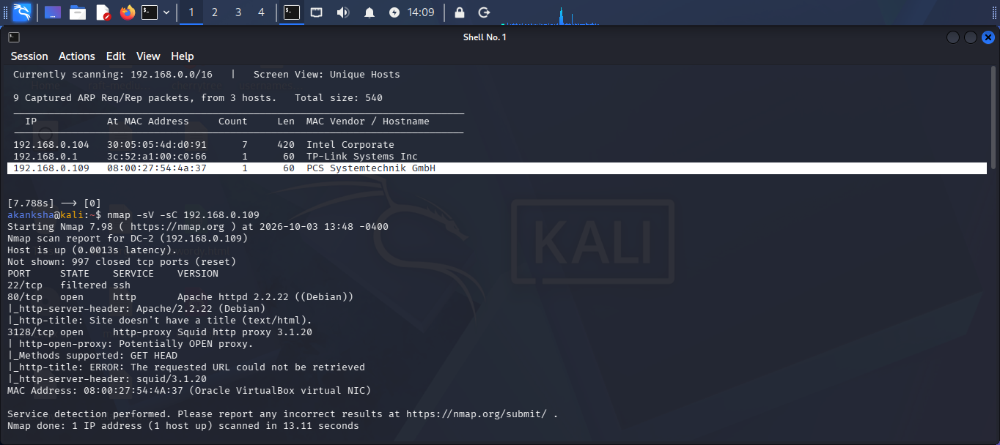 1 2 3 4 14:09
Shell No. 1
Session Actions Edit View Help
Currently scanning: 192.168.0.0/16 | Screen View: Unique Hosts
9 Captured ARP Req/Rep packets, from 3 hosts. Total size: 540
IP At MAC Address Count Len MAC Vendor / Hostname
192.168.0.104 30:05:05:4d:d0:91 7 420 Intel Corporate
192.168.0.1 3c:52:a1:00:c0:66 1 60 TP-Link Systems Inc
192.168.0.109 08:00:27:54:4a:37 1 60 PCS Systemtechnik GmbH
[7.788s] ⟶ [0]
akanksha@kali:~$ nmap -sV -sC 192.168.0.109
Starting Nmap 7.98 ( https://nmap.org ) at 2026-10-03 13:48 -0400
Nmap scan report for DC-2 (192.168.0.109)
Host is up (0.0013s latency).
Not shown: 997 closed tcp ports (reset)
PORT STATE SERVICE VERSION
22/tcp filtered ssh
80/tcp open http Apache httpd 2.2.22 ((Debian))
|_http-server-header: Apache/2.2.22 (Debian)
|_http-title: Site doesn't have a title (text/html).
3128/tcp open http-proxy Squid http proxy 3.1.20
| http-open-proxy: Potentially OPEN proxy.
|_Methods supported: GET HEAD
|_http-title: ERROR: The requested URL could not be retrieved
|_http-server-header: squid/3.1.20
MAC Address: 08:00:27:54:4A:37 (Oracle VirtualBox virtual NIC)
Service detection performed. Please report any incorrect results at https://nmap.org/submit/ .
Nmap done: 1 IP address (1 host up) scanned in 13.11 seconds
KALI